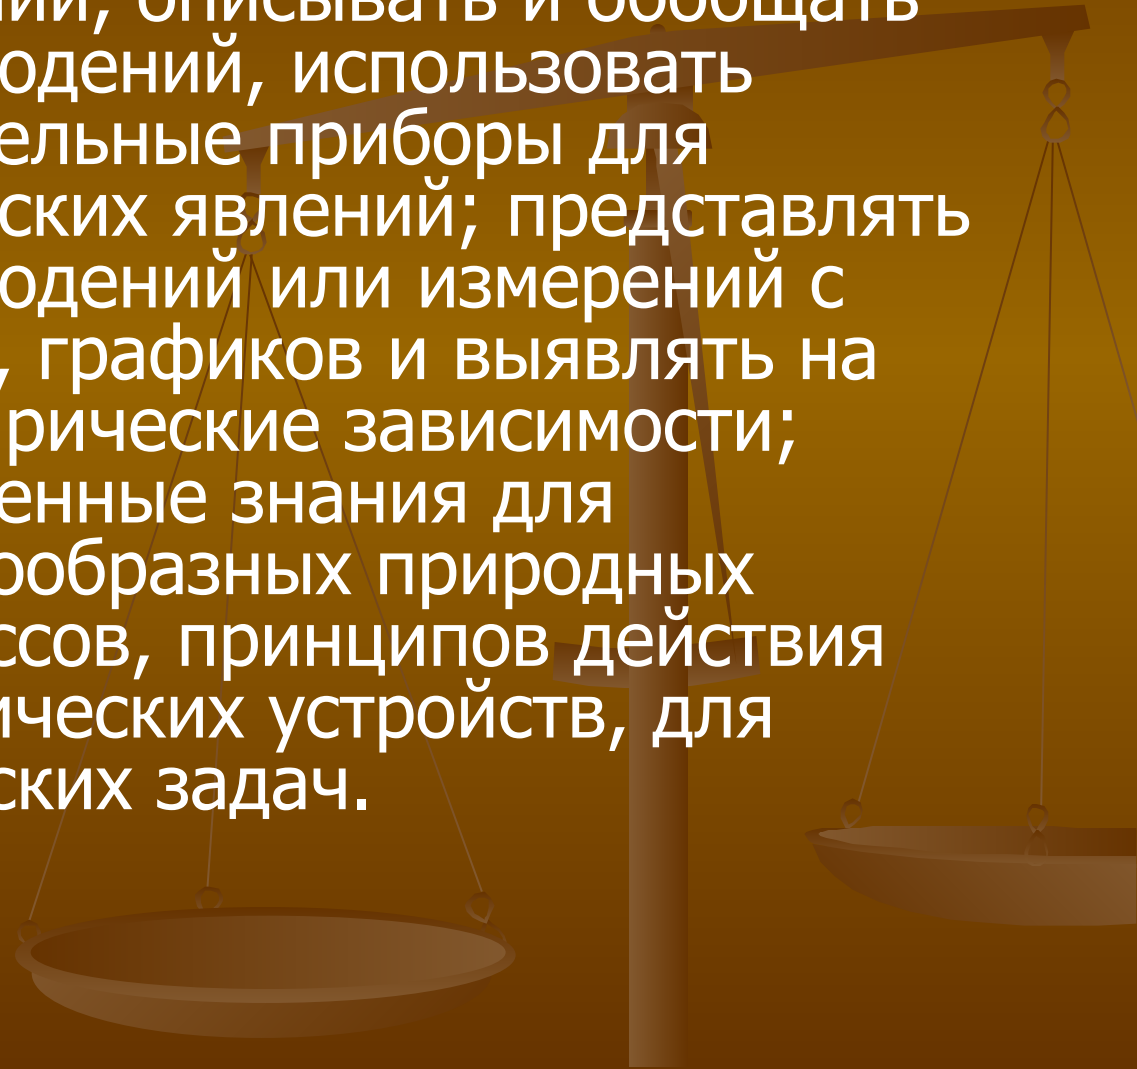 ий, описывать и обобщать
одений, использовать
ельные приборы для
ских явлений; представлять
одений или измерений с
, графиков и выявлять на
рические зависимости;
енные знания для
ообразных природных
ссов, принципов действия
ических устройств, для
ских задач.